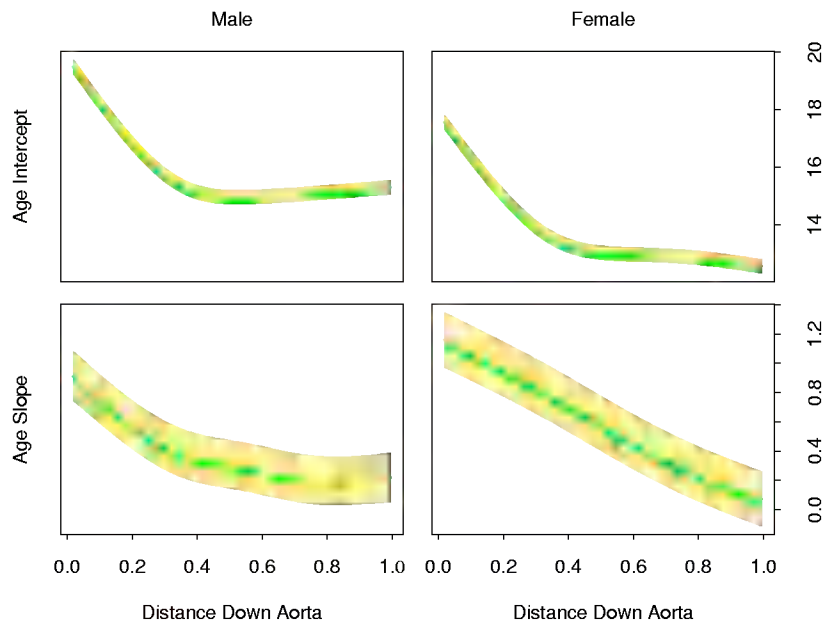 Male Female
Age Intercept
20
18
16
14
Age Slope
1.2
0.8
0.4
0.0
0.0 0.2 0.4 0.6 0.8 1.0 0.0 0.2 0.4 0.6 0.8 1.0
Distance Down Aorta Distance Down Aorta